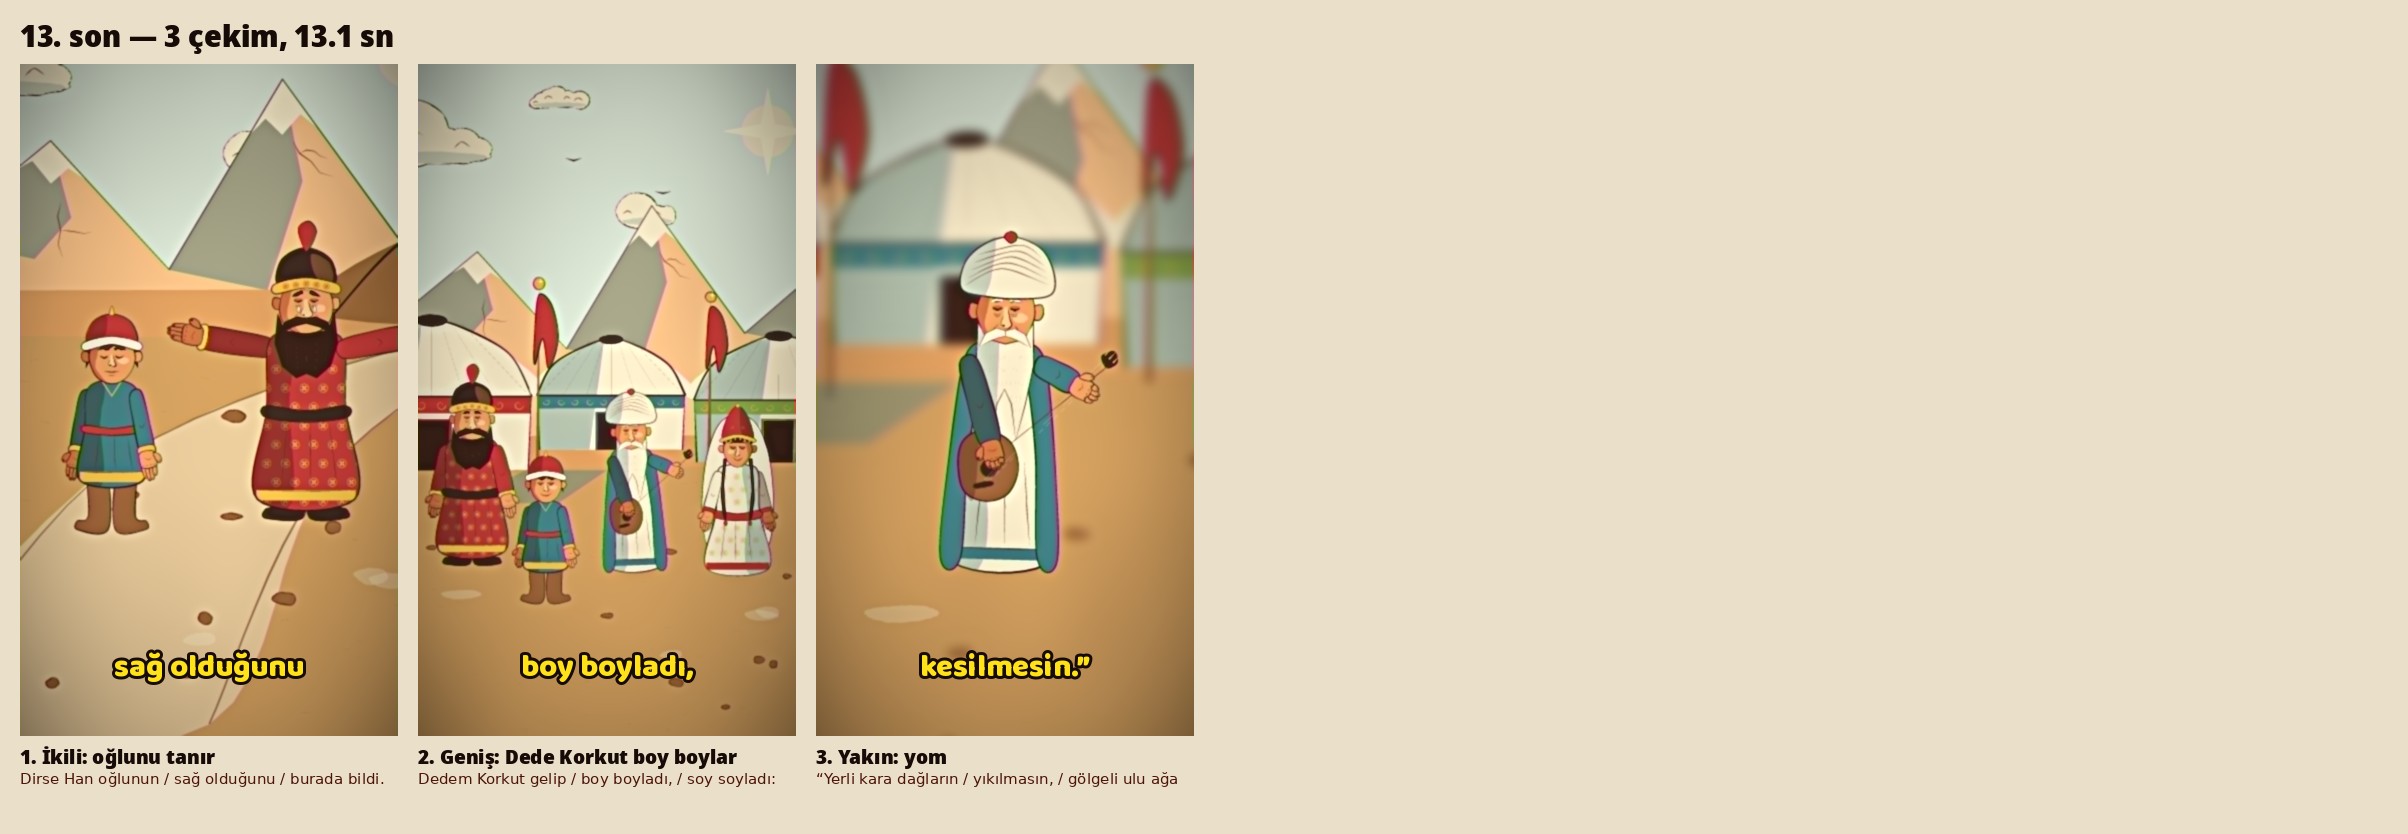 13. son — 3 çekim, 13.1 sn
sağ olduğunu
boy boyladı,
kesilmesin.”
1. İkili: oğlunu tanır
Dirse Han oğlunun / sağ olduğunu / burada bildi.
2. Geniş: Dede Korkut boy boylar
Dedem Korkut gelip / boy boyladı, / soy soyladı:
3. Yakın: yom
“Yerli kara dağların / yıkılmasın, / gölgeli ulu ağa